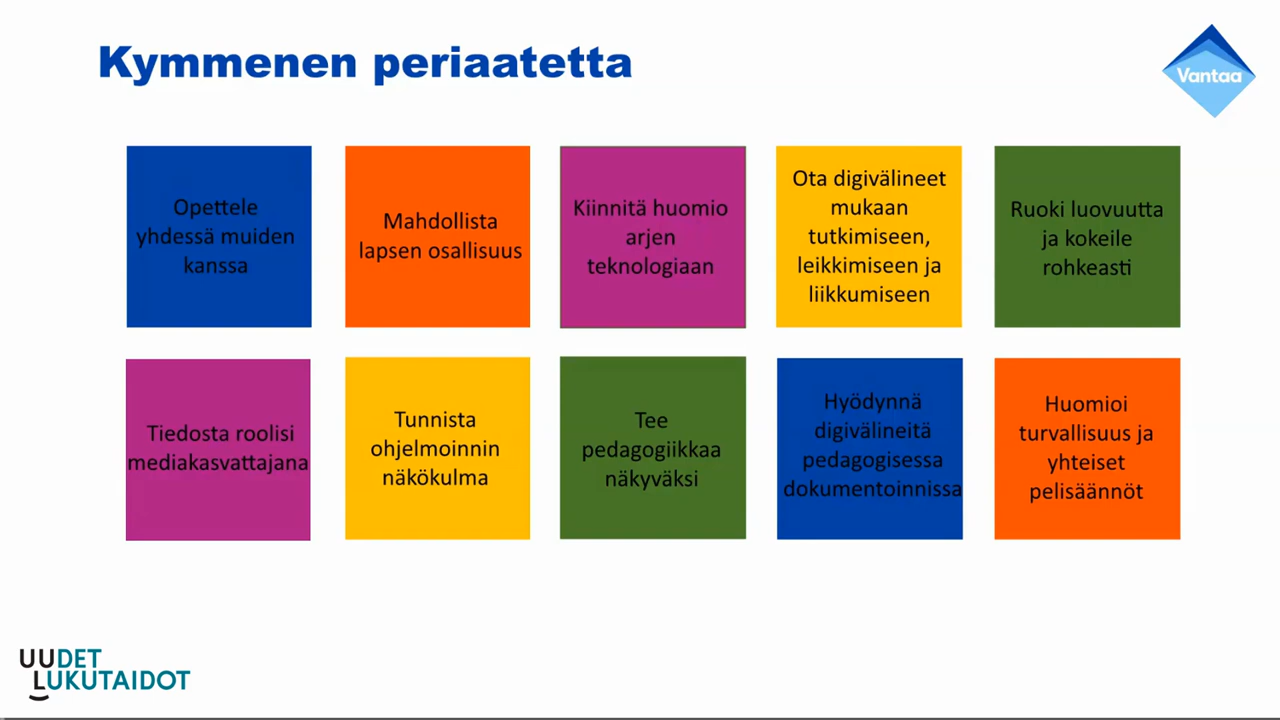 Kymmenen periaatetta
Vantaa
Opettele
yhdessä muiden
kanssa
Mahdollista
lapsen osallisuus
Kiinnitä huomio
arjen
teknologiaan
Ota digivälineet
mukaan
tutkimiseen,
leikkimiseen ja
liikkumiseen
Ruoki luovuutta
ja kokeile
rohkeasti
Tiedosta roolisi
mediakasvattajana
Tunnista
ohjelmoinnin
näkökulma
Tee
pedagogiikkaa
näkyväksi
Hyödynnä
digivälineitä
pedagogisessa
dokumentoinnissa
Huomioi
turvallisuus ja
yhteiset
pelisäännöt
UUDET
LUKUTAIDOT